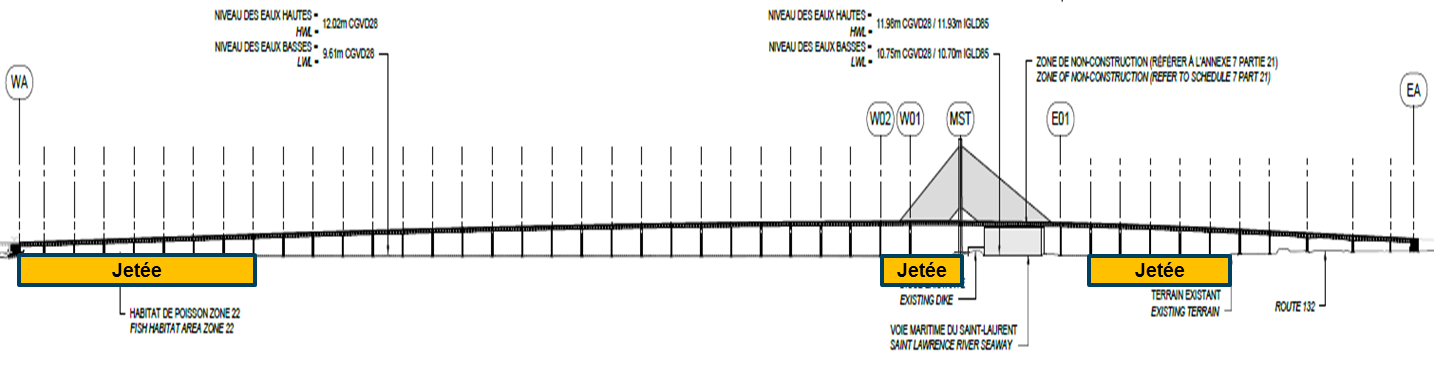 NIVEAU DES EAUX HAUTES =
HWL = 12.02m CGVD28
NIVEAU DES EAUX BASSES =
LWL = 9.61m CGVD28
NIVEAU DES EAUX HAUTES =
HWL = 11.98m CGVD28 / 11.93m IGLD85
NIVEAU DES EAUX BASSES =
LWL = 10.75m CGVD28 / 10.70m IGLD85
ZONE DE NON-CONSTRUCTION (RÉFÉRER À L'ANNEXE 7 PARTIE 21)
ZONE OF NON-CONSTRUCTION (REFER TO SCHEDULE 7 PART 21)
WA
W02
W01
MST
E01
EA
Jetée
Jetée
Jetée
HABITAT DE POISSON ZONE 22
FISH HABITAT AREA ZONE 22
EXISTING DIKE
TERRAIN EXISTANT
EXISTING TERRAIN
ROUTE 132
VOIE MARITIME DU SAINT-LAURENT
SAINT LAWRENCE RIVER SEAWAY